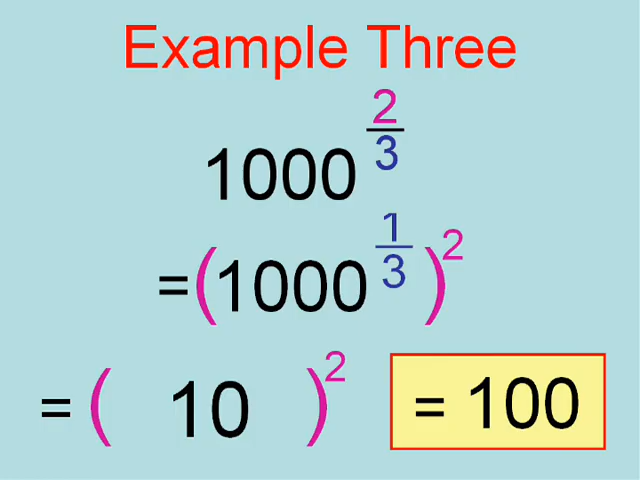 Example Three
1000^(2/3)
=(1000^(1/3))^2
=( 10 )^2 = 100